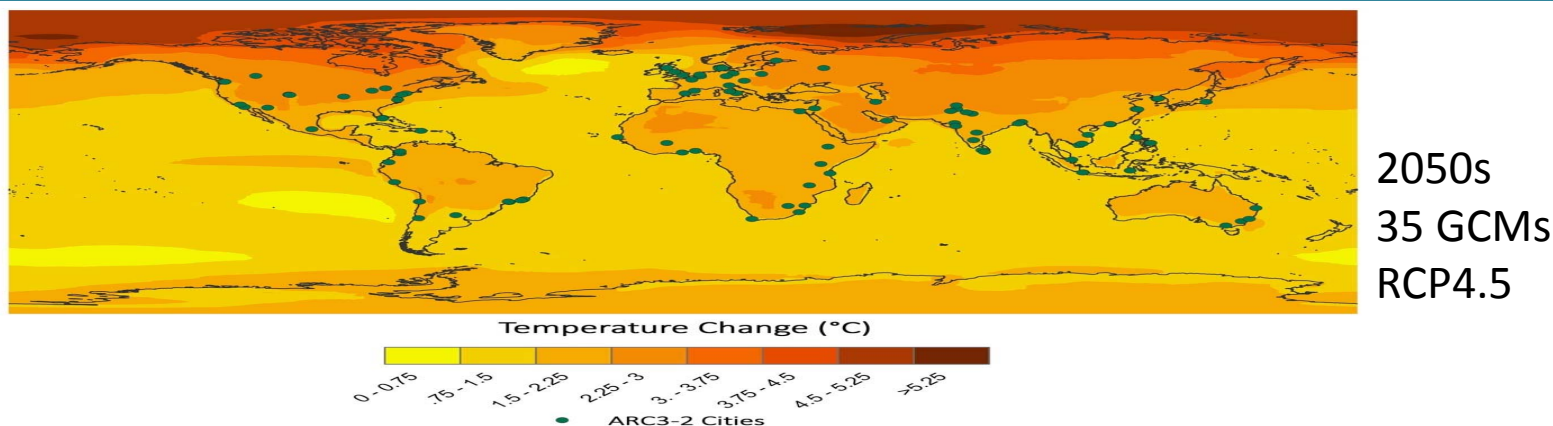 2050s
35 GCMs
RCP4.5
Temperature Change (°C)
0 - 0.75
.75 - 1.5
1.5 - 2.25
2.25 - 3
3. - 3.75
3.75 - 4.5
4.5 - 5.25
>5.25
ARC3-2 Cities